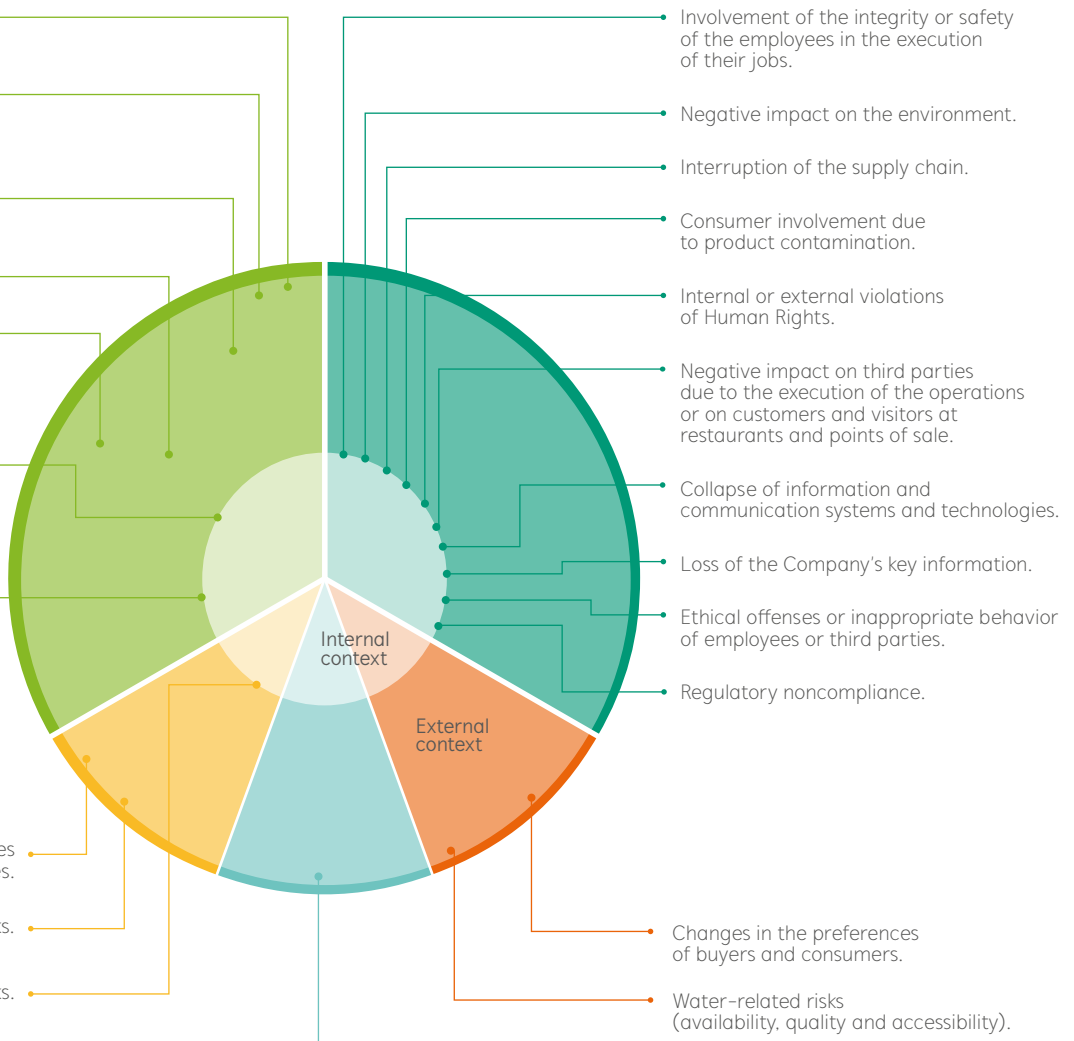 Involvement of the integrity or safety
of the employees in the execution
of their jobs.
Negative impact on the environment.
Interruption of the supply chain.
Consumer involvement due
to product contamination.
Internal or external violations
of Human Rights.
Negative impact on third parties
due to the execution of the operations
or on customers and visitors at
restaurants and points of sale.
Collapse of information and
communication systems and technologies.
Loss of the Company's key information.
Ethical offenses or inappropriate behavior
of employees or third parties.
Regulatory noncompliance.
Internal
context
External
context
Changes in the preferences
of buyers and consumers.
Water-related risks
(availability, quality and accessibility).